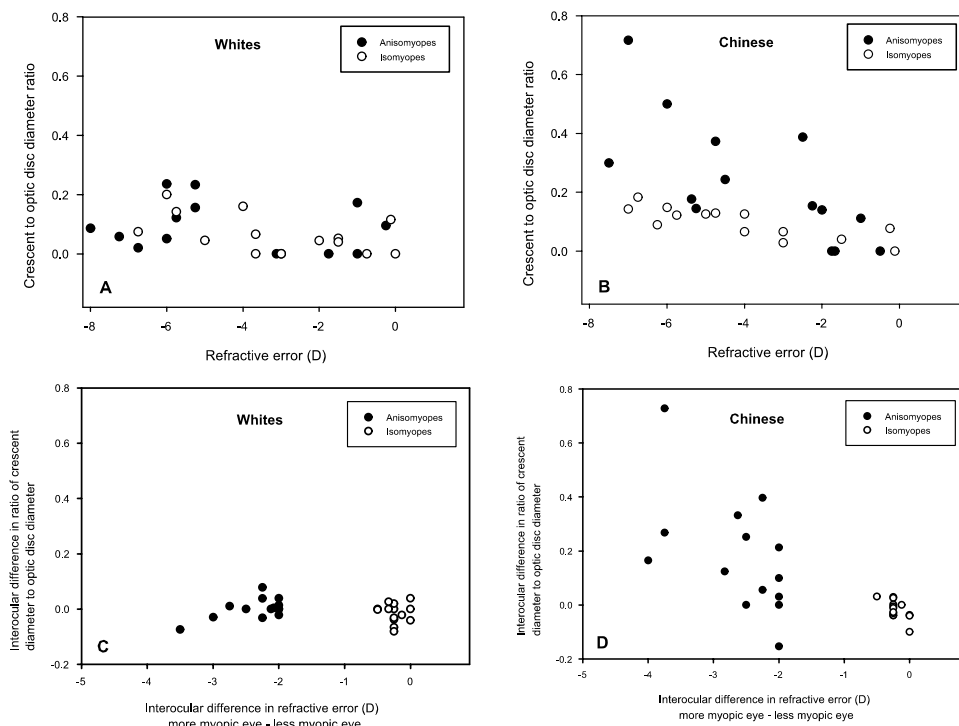 0.8
0.6
0.4
0.2
0.0
Crescent to optic disc diameter ratio
Whites
Anisomyopes
Isomyopes
A
-8
-6
-4
-2
0
Refractive error (D)
0.8
0.6
0.4
0.2
0.0
Crescent to optic disc diameter ratio
Chinese
Anisomyopes
Isomyopes
B
-8
-6
-4
-2
0
Refractive error (D)
0.8
0.6
0.4
0.2
0.0
-0.2
Interocular difference in ratio of crescent
diameter to optic disc diameter
Whites
Anisomyopes
Isomyopes
C
-5
-4
-3
-2
-1
0
Interocular difference in refractive error (D)
more myopic eye - less myopic eye
0.8
0.6
0.4
0.2
0.0
-0.2
Interocular difference in ratio of crescent
diameter to optic disc diameter
Chinese
Anisomyopes
Isomyopes
D
-5
-4
-3
-2
-1
0
Interocular difference in refractive error (D)
more myopic eye - less myopic eye